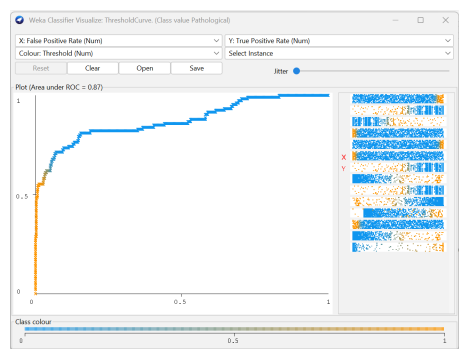 Weka Classifier Visualize: ThresholdCurve. (Class value Pathological)
X: False Positive Rate (Num) Y: True Positive Rate (Num)
Colour: Threshold (Num) Select Instance
Reset Clear Open Save Jitter
Plot (Area under ROC = 0.87)
1
0.5
0
0 0.5 1
X
Y
Class colour
0 0.5 1